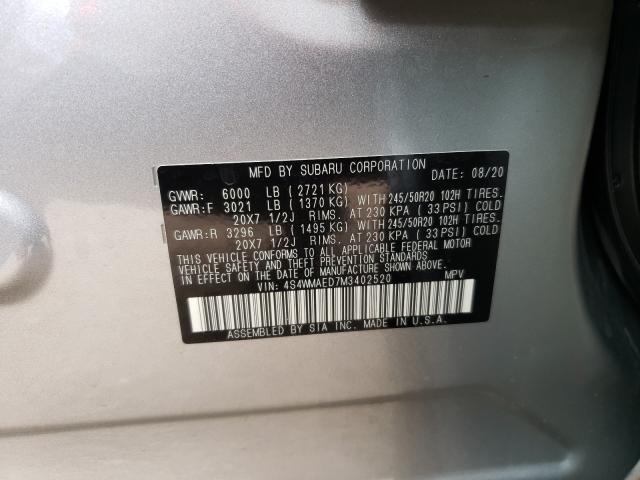 MFD BY SUBARU CORPORATION DATE: 08/20
GVWR: 6000 LB ( 2721 KG)
GAWR:F 3021 LB ( 1370 KG) WITH 245/50R20 102H TIRES.
20X7 1/2J RIMS. AT 230 KPA ( 33 PSI) COLD
GAWR:R 3296 LB ( 1495 KG) WITH 245/50R20 102H TIRES.
20X7 1/2J RIMS. AT 230 KPA ( 33 PSI) COLD
THIS VEHICLE CONFORMS TO ALL APPLICABLE FEDERAL MOTOR
VEHICLE SAFETY AND THEFT PREVENTION STANDARDS
IN EFFECT ON THE DATE OF MANUFACTURE SHOWN ABOVE.
VIN: 4S4WMAED7M3402520 MPV
ASSEMBLED BY SIA INC. MADE IN U.S.A.